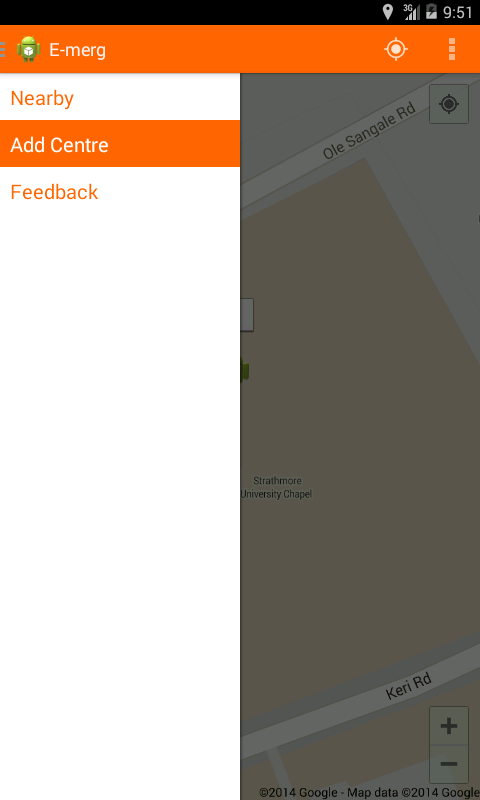 3G 9:51
E-merg
Nearby
Add Centre
Feedback
Ole Sangale Rd
Strathmore
University Chapel
Keri Rd
©2014 Google - Map data ©2014 Google